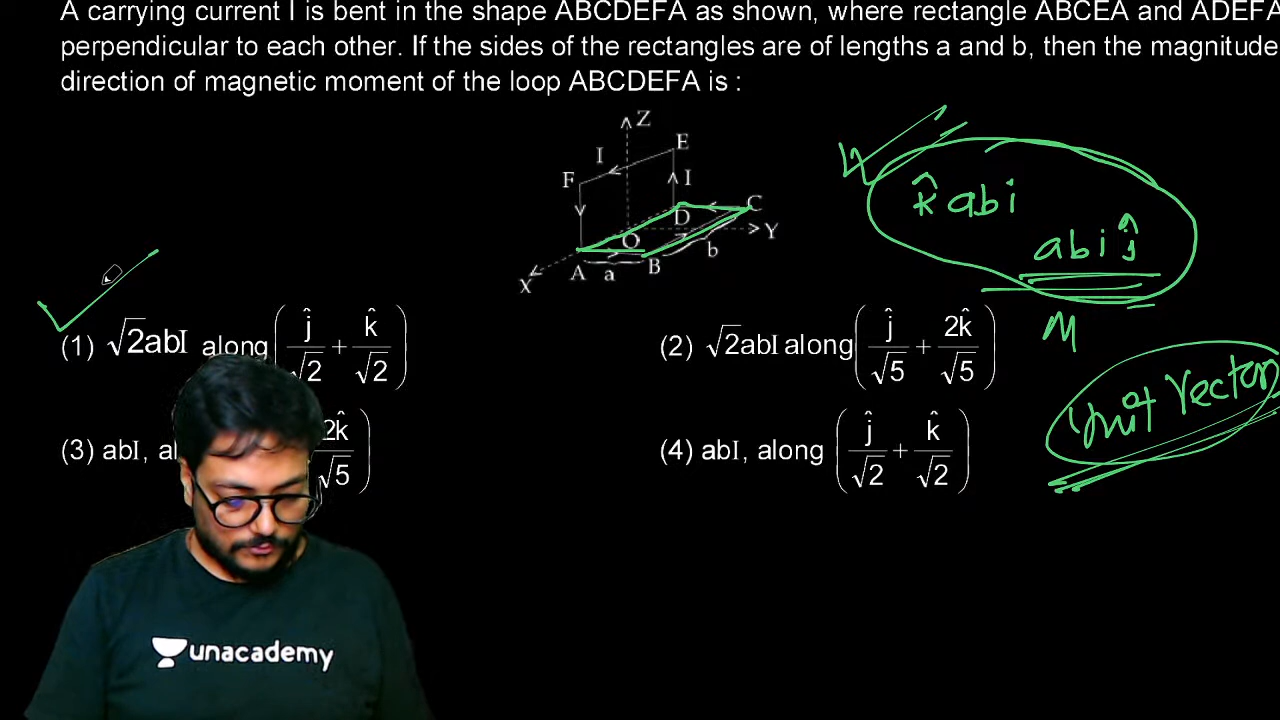 A carrying current I is bent in the shape ABCDEFA as shown, where rectangle ABCEA and ADEFA
perpendicular to each other. If the sides of the rectangles are of lengths a and b, then the magnitude
direction of magnetic moment of the loop ABCDEFA is :
Z
E
I
F
I
C
D
Y
O
b
A a B
X
k̂ abi
abi ĵ
M
unit vector
(1) √2abI along (ĵ/√2 + k̂/√2)
(2) √2abI along (ĵ/√5 + 2k̂/√5)
(3) abI, al 2k̂/√5)
(4) abI, along (ĵ/√2 + k̂/√2)
unacademy